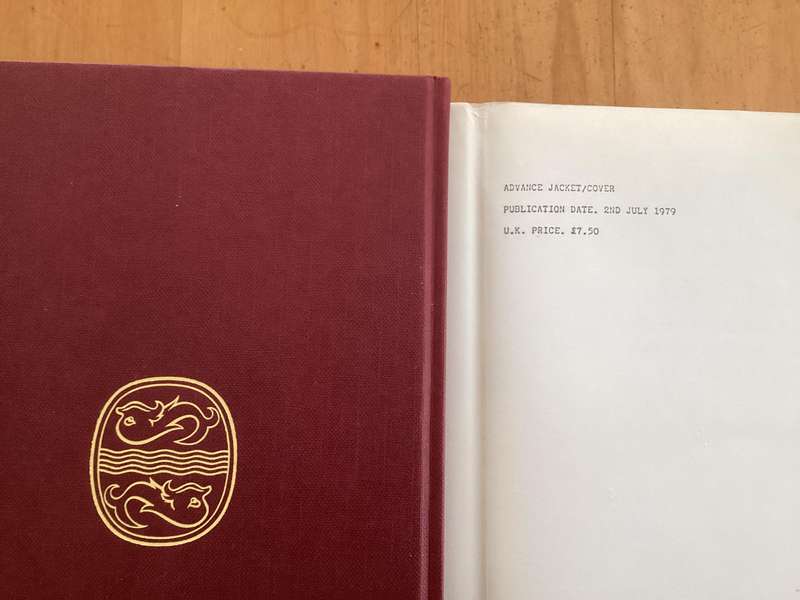 ADVANCE JACKET/COVER
PUBLICATION DATE. 2ND JULY 1979
U.K. PRICE. £7.50